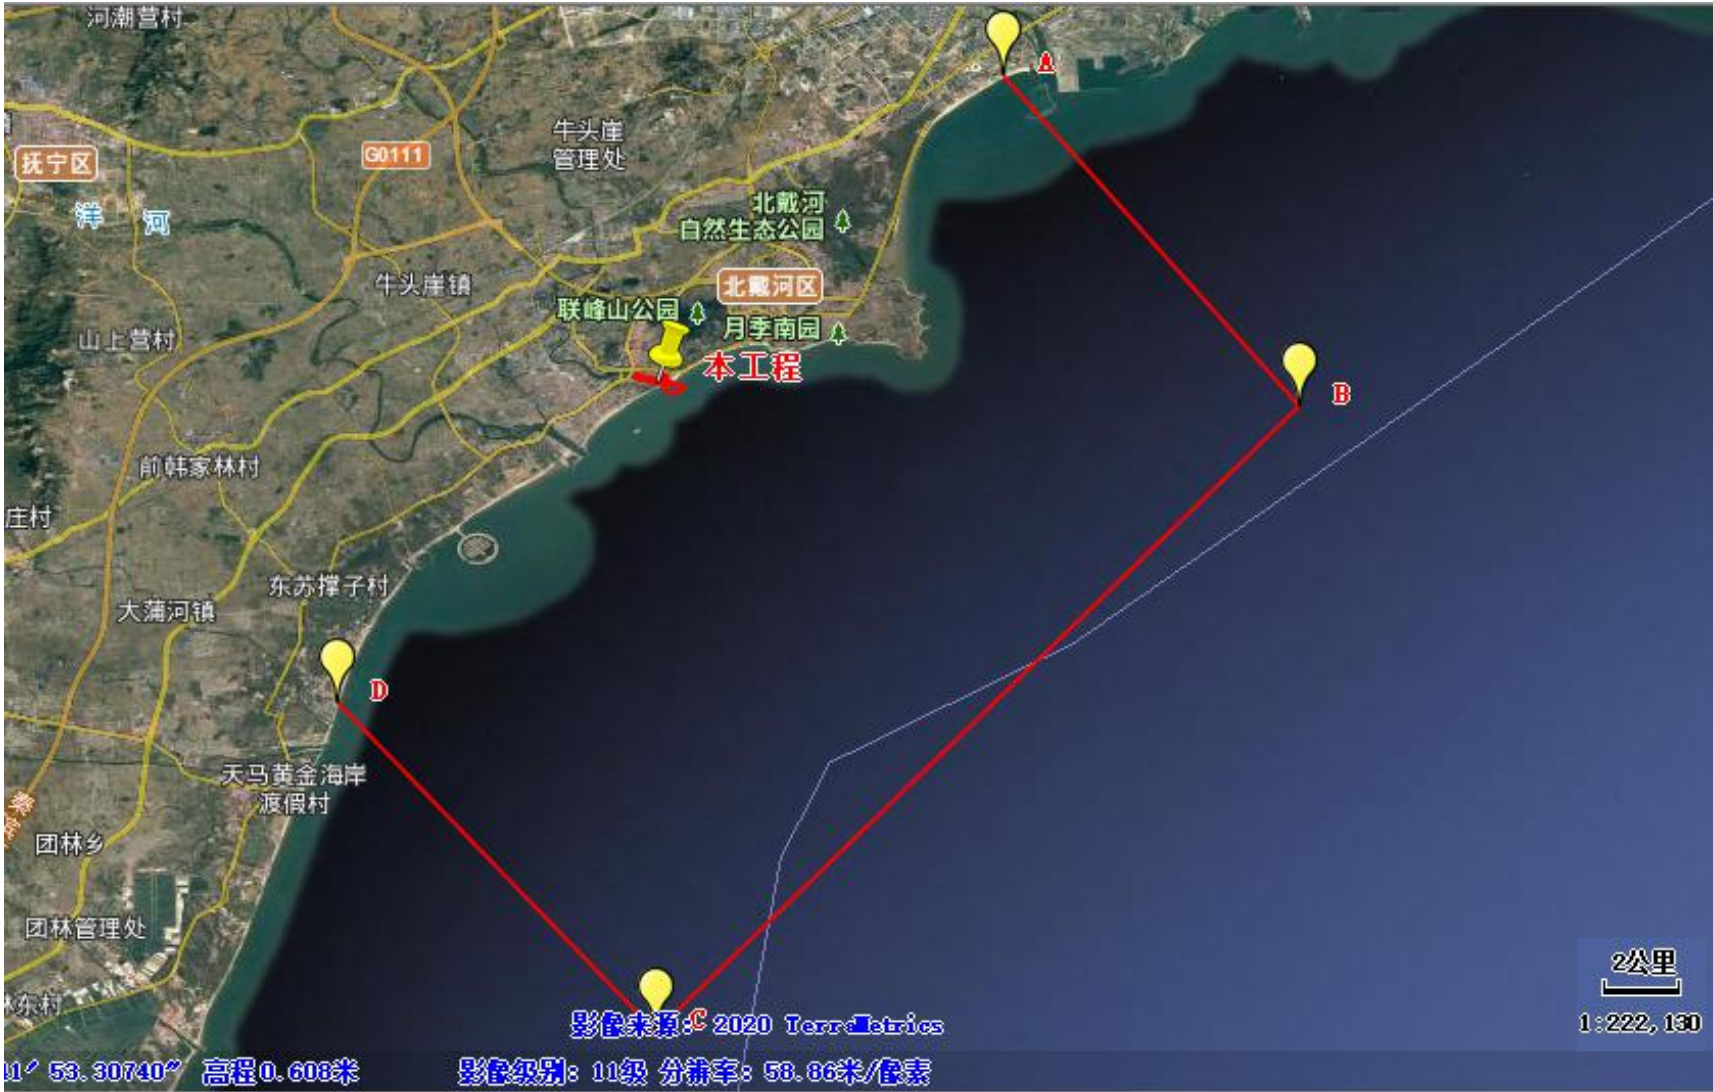 河潮营村
A
牛头崖
管理处
G0111
抚宁区
洋 河
北戴河
自然生态公园
牛头崖镇
北戴河区
联峰山公园
月季南园
山上营村
本工程
B
前韩家林村
庄村
东苏撑子村
大蒲河镇
D
天马黄金海岸
渡假村
秦
团林乡
团林管理处
2公里
东村
影像来源: C 2020 TerraMetrics
1:222,130
41′ 53.30740″ 高程0.608米 影像级别: 11级 分辨率: 58.86米/像素